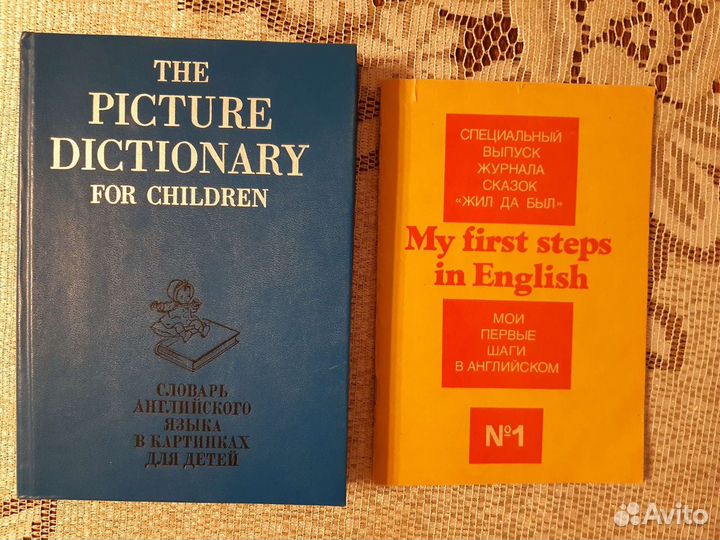 THE
PICTURE
DICTIONARY
FOR CHILDREN
СЛОВАРЬ
АНГЛИЙСКОГО
ЯЗЫКА
В КАРТИНКАХ
ДЛЯ ДЕТЕЙ
СПЕЦИАЛЬНЫЙ
ВЫПУСК
ЖУРНАЛА
СКАЗОК
«ЖИЛ ДА БЫЛ»
My first steps
in English
МОИ
ПЕРВЫЕ
ШАГИ
В АНГЛИЙСКОМ
№1
Avito